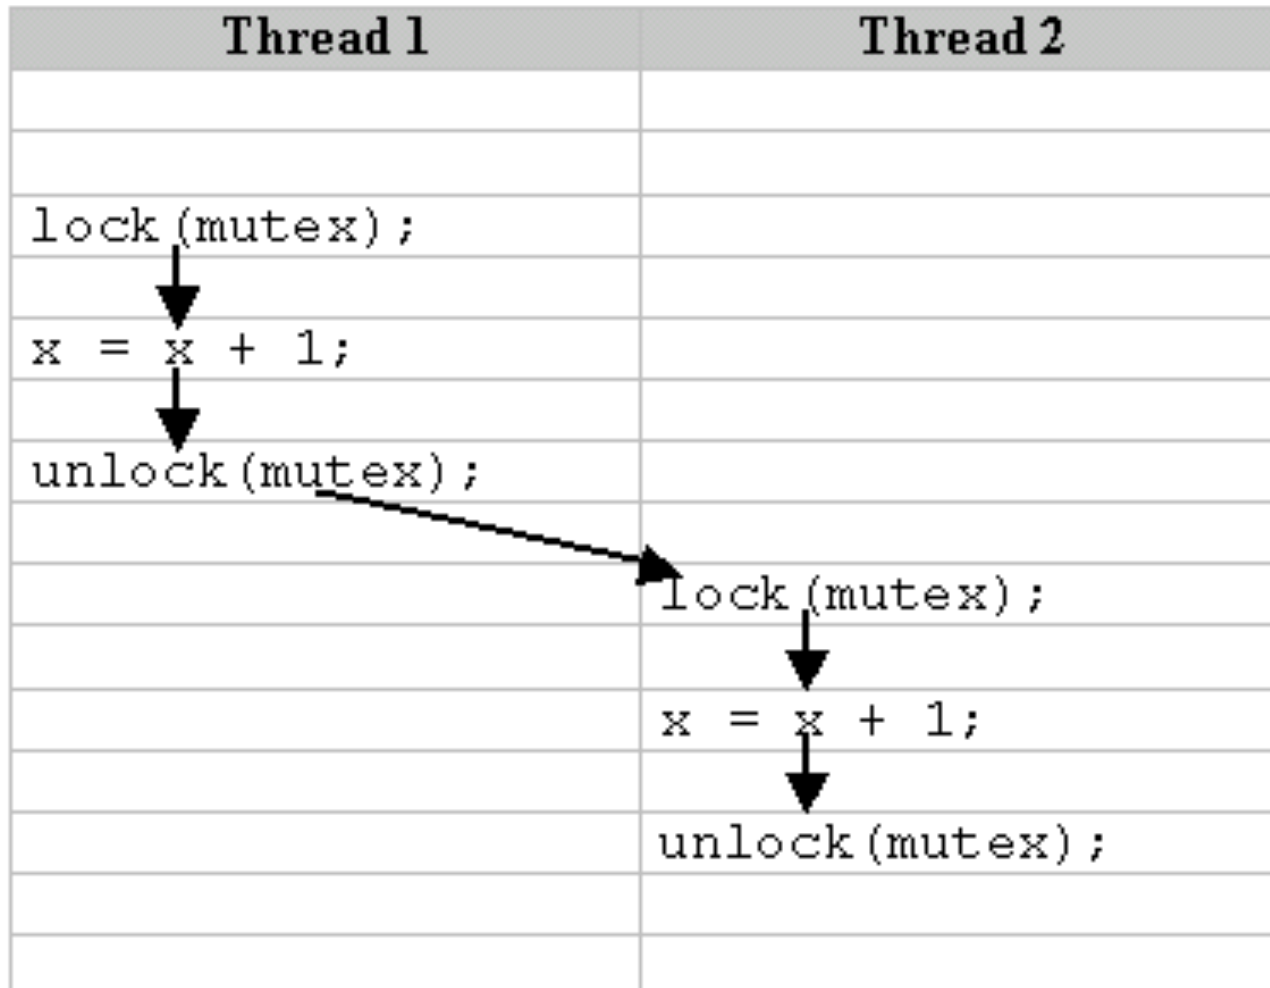 Thread 1
Thread 2
lock(mutex);
x = x + 1;
unlock(mutex);
lock(mutex);
x = x + 1;
unlock(mutex);